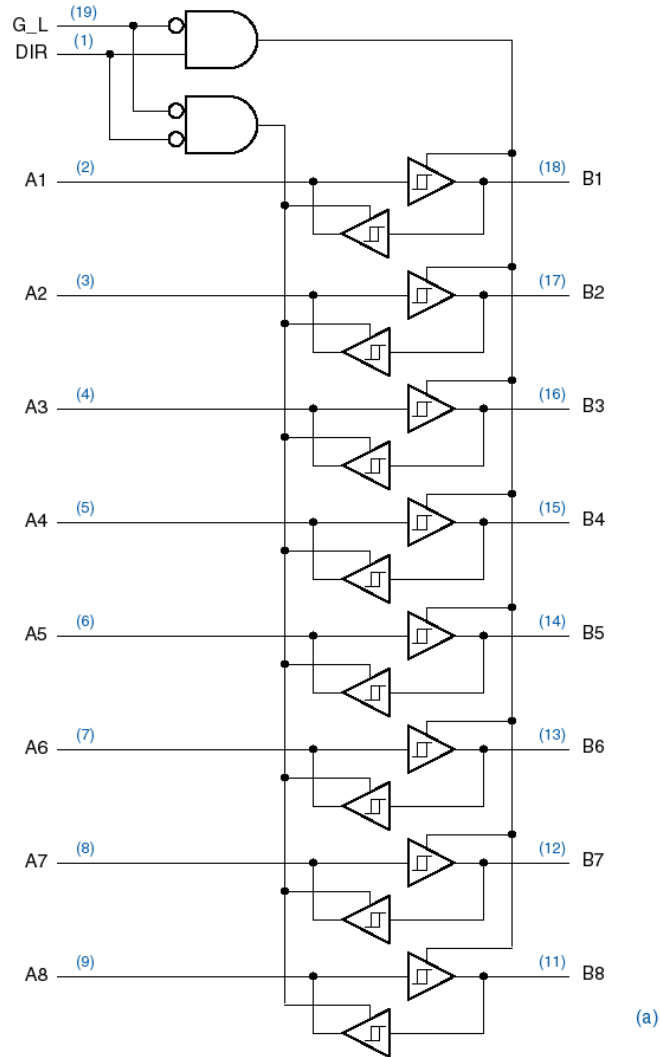 G_L (19)
DIR (1)
A1 (2) (18) B1
A2 (3) (17) B2
A3 (4) (16) B3
A4 (5) (15) B4
A5 (6) (14) B5
A6 (7) (13) B6
A7 (8) (12) B7
A8 (9) (11) B8
(a)